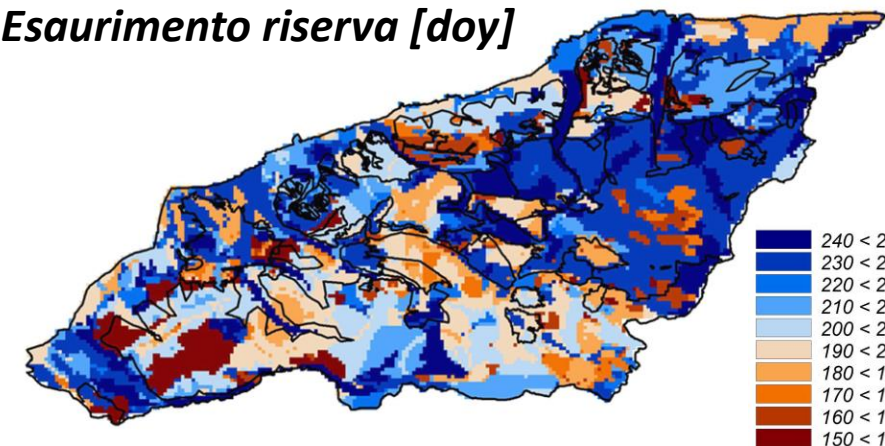 Esaurimento riserva [doy]
240 < 2
230 < 2
220 < 2
210 < 2
200 < 2
190 < 2
180 < 1
170 < 1
160 < 1
150 < 1